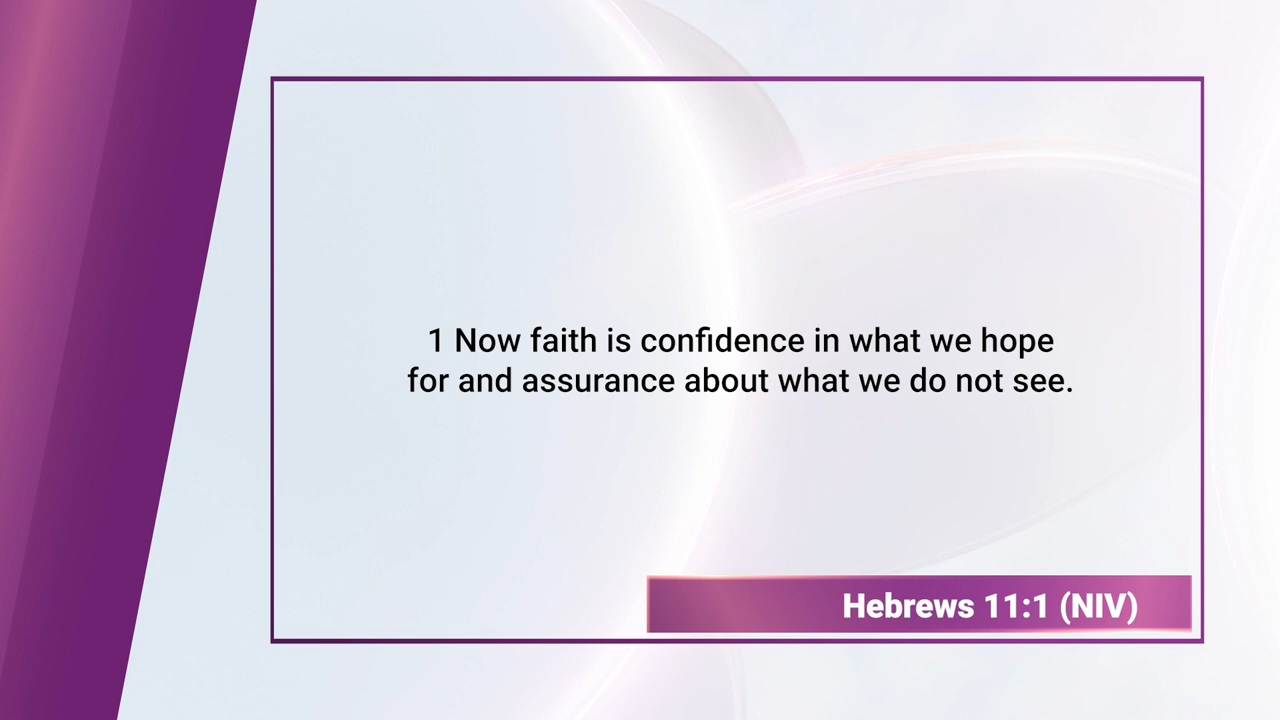 1 Now faith is confidence in what we hope
for and assurance about what we do not see.
Hebrews 11:1 (NIV)